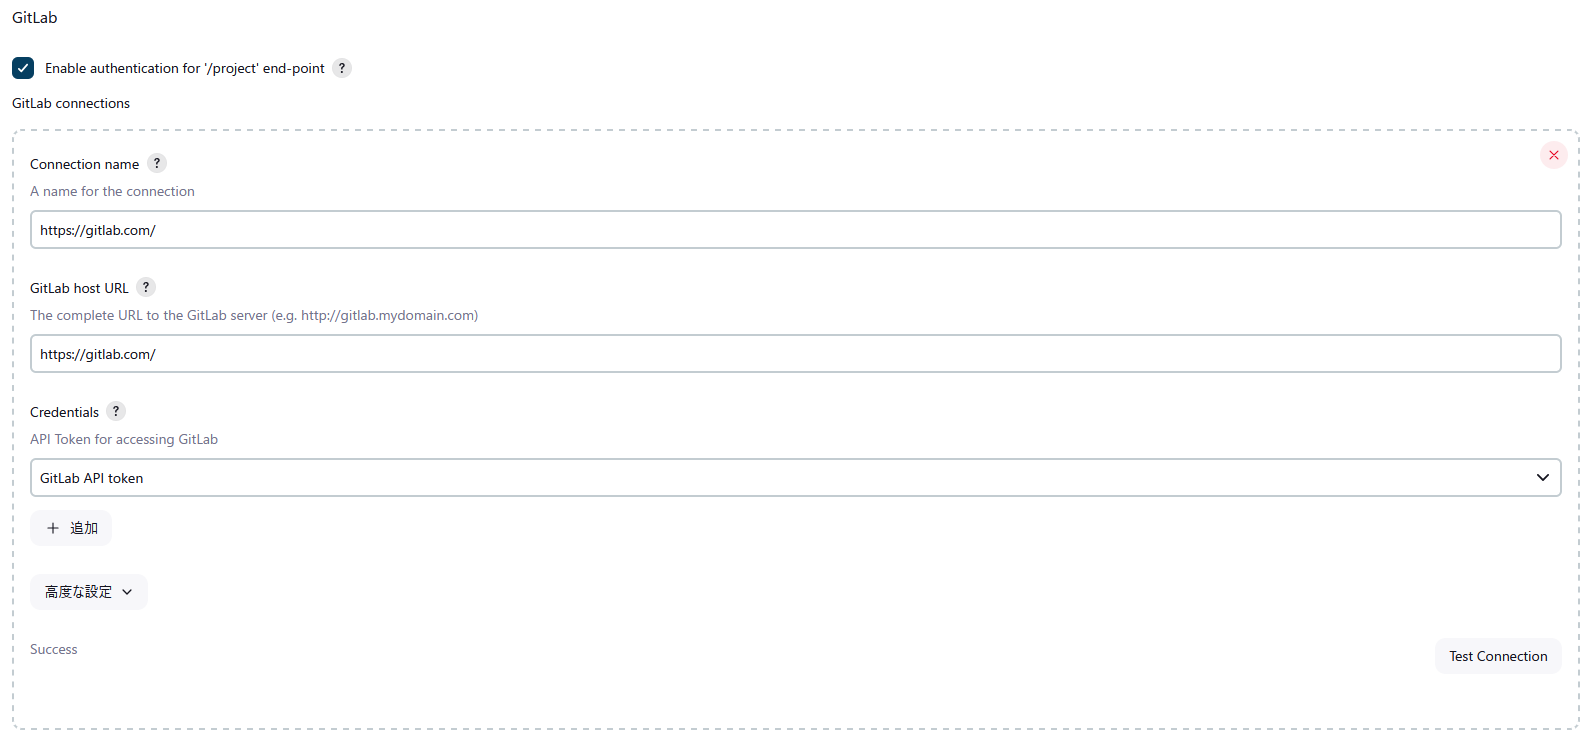 GitLab
Enable authentication for '/project' end-point ?
GitLab connections
Connection name ?
A name for the connection
https://gitlab.com/
GitLab host URL ?
The complete URL to the GitLab server (e.g. http://gitlab.mydomain.com)
https://gitlab.com/
Credentials ?
API Token for accessing GitLab
GitLab API token
+ 追加
高度な設定
Success
Test Connection